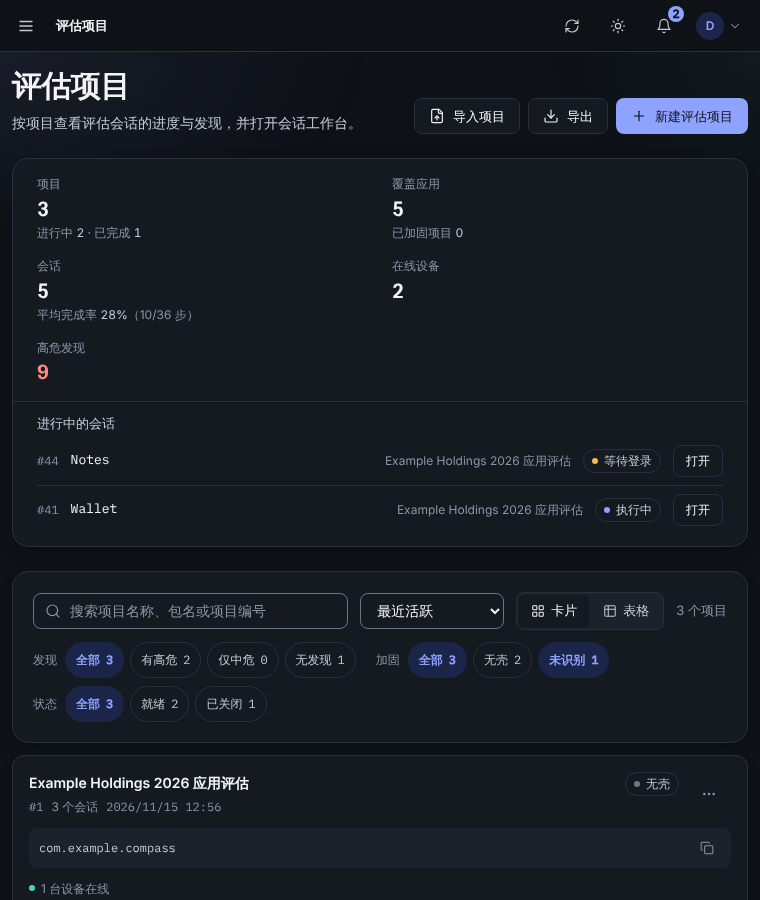 评估项目
2
D
评估项目
按项目查看评估会话的进度与发现，并打开会话工作台。
导入项目
导出
新建评估项目
项目
3
进行中 2 · 已完成 1
覆盖应用
5
已加固项目 0
会话
5
平均完成率 28%（10/36 步）
在线设备
2
高危发现
9
进行中的会话
#44 Notes Example Holdings 2026 应用评估 等待登录 打开
#41 Wallet Example Holdings 2026 应用评估 执行中 打开
搜索项目名称、包名或项目编号 最近活跃 卡片 表格 3 个项目
发现 全部 3 有高危 2 仅中危 0 无发现 1 加固 全部 3 无壳 2 未识别 1
状态 全部 3 就绪 2 已关闭 1
Example Holdings 2026 应用评估 无壳
#1 3 个会话 2026/11/15 12:56
com.example.compass
1 台设备在线